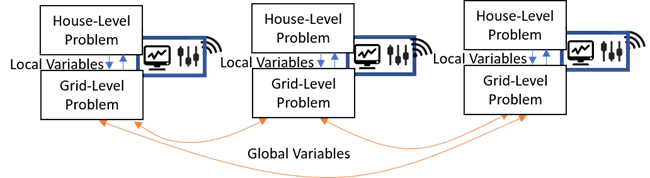 House-Level
Problem
Local Variables
Grid-Level
Problem
House-Level
Problem
Local Variables
Grid-Level
Problem
House-Level
Problem
Local Variables
Grid-Level
Problem
Global Variables